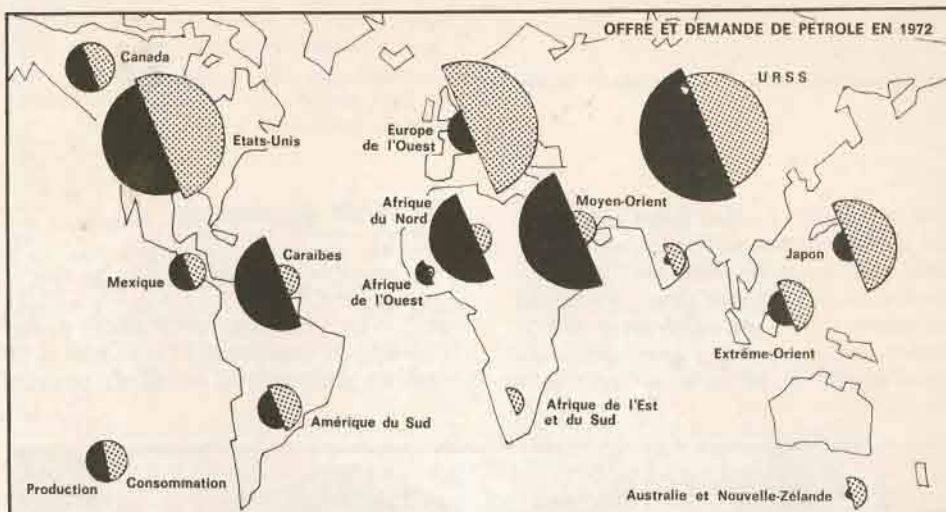 OFFRE ET DEMANDE DE PÉTROLE EN 1972
Canada
URSS
Etats-Unis
Europe
de l'Ouest
Afrique
du Nord
Moyen-Orient
Caraïbes
Japon
Mexique
Afrique
de l'Ouest
Extrême-Orient
Amérique du Sud
Afrique de l'Est
et du Sud
Production
Consommation
Australie et Nouvelle-Zélande